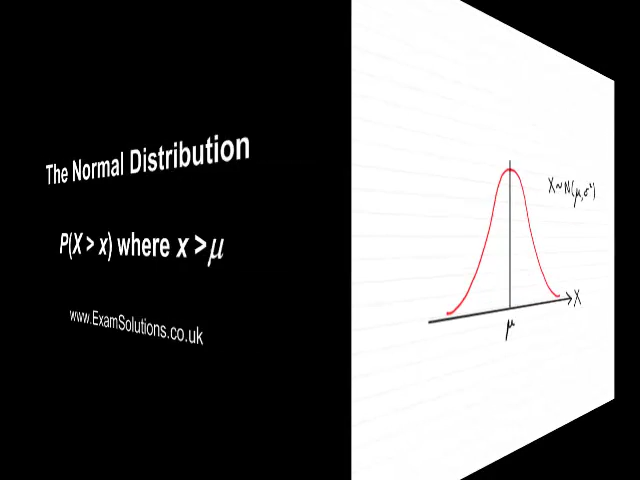 The Normal Distribution
P(X > x) where x > μ
www.ExamSolutions.co.uk
X~N(μ,σ²)
X
μ